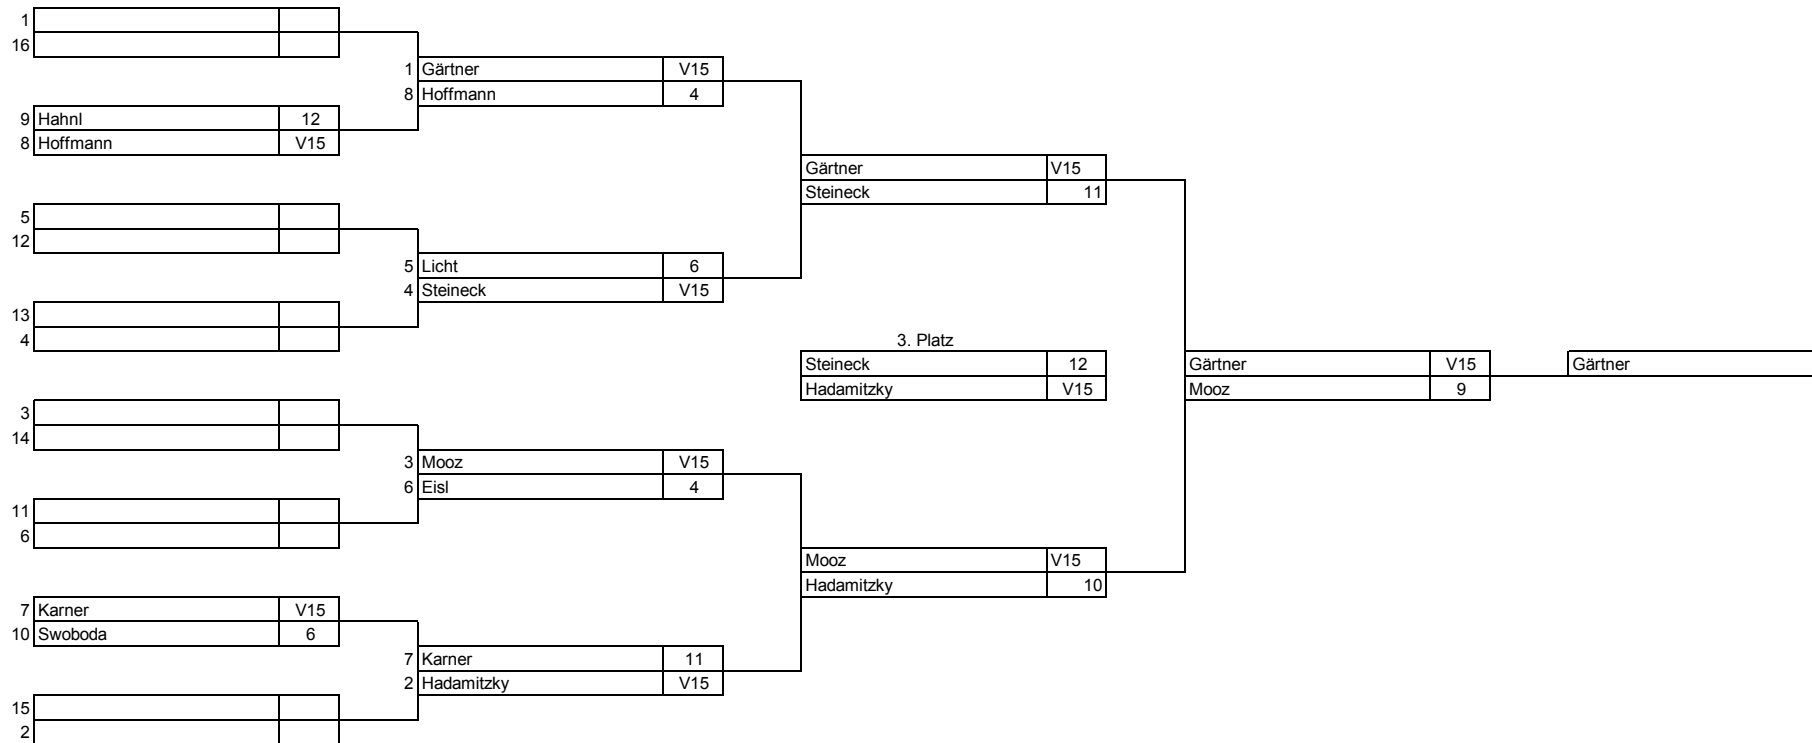 1
16
1 Gärtner V15
8 Hoffmann 4
9 Hahnl 12
8 Hoffmann V15
Gärtner V15
Steineck 11
5
12
5 Licht 6
4 Steineck V15
13
4
3. Platz
Steineck 12
Hadamitzky V15
Gärtner V15
Mooz 9
Gärtner
3
14
3 Mooz V15
6 Eisl 4
11
6
Mooz V15
Hadamitzky 10
7 Karner V15
10 Swoboda 6
7 Karner 11
2 Hadamitzky V15
15
2